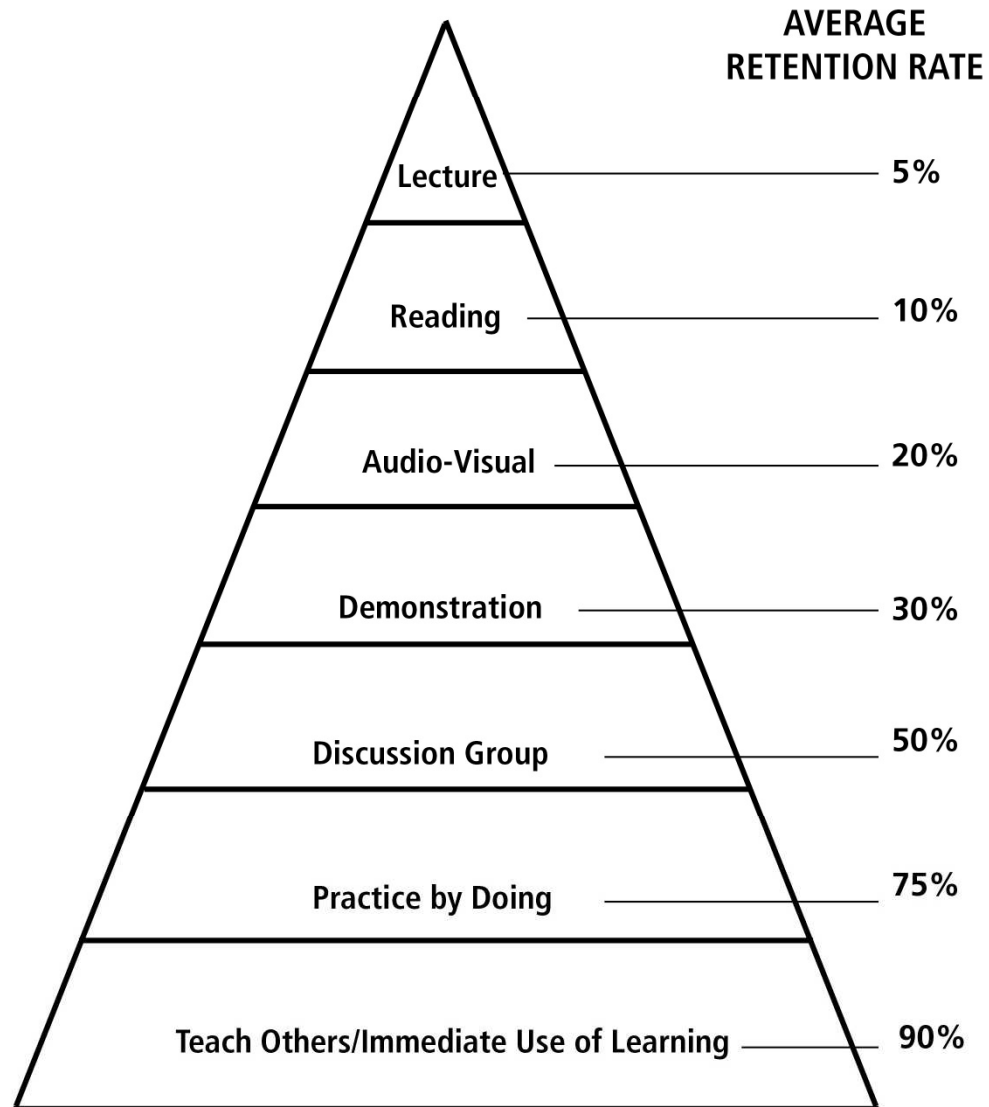 AVERAGE
RETENTION RATE
Lecture 5%
Reading 10%
Audio-Visual 20%
Demonstration 30%
Discussion Group 50%
Practice by Doing 75%
Teach Others/Immediate Use of Learning 90%